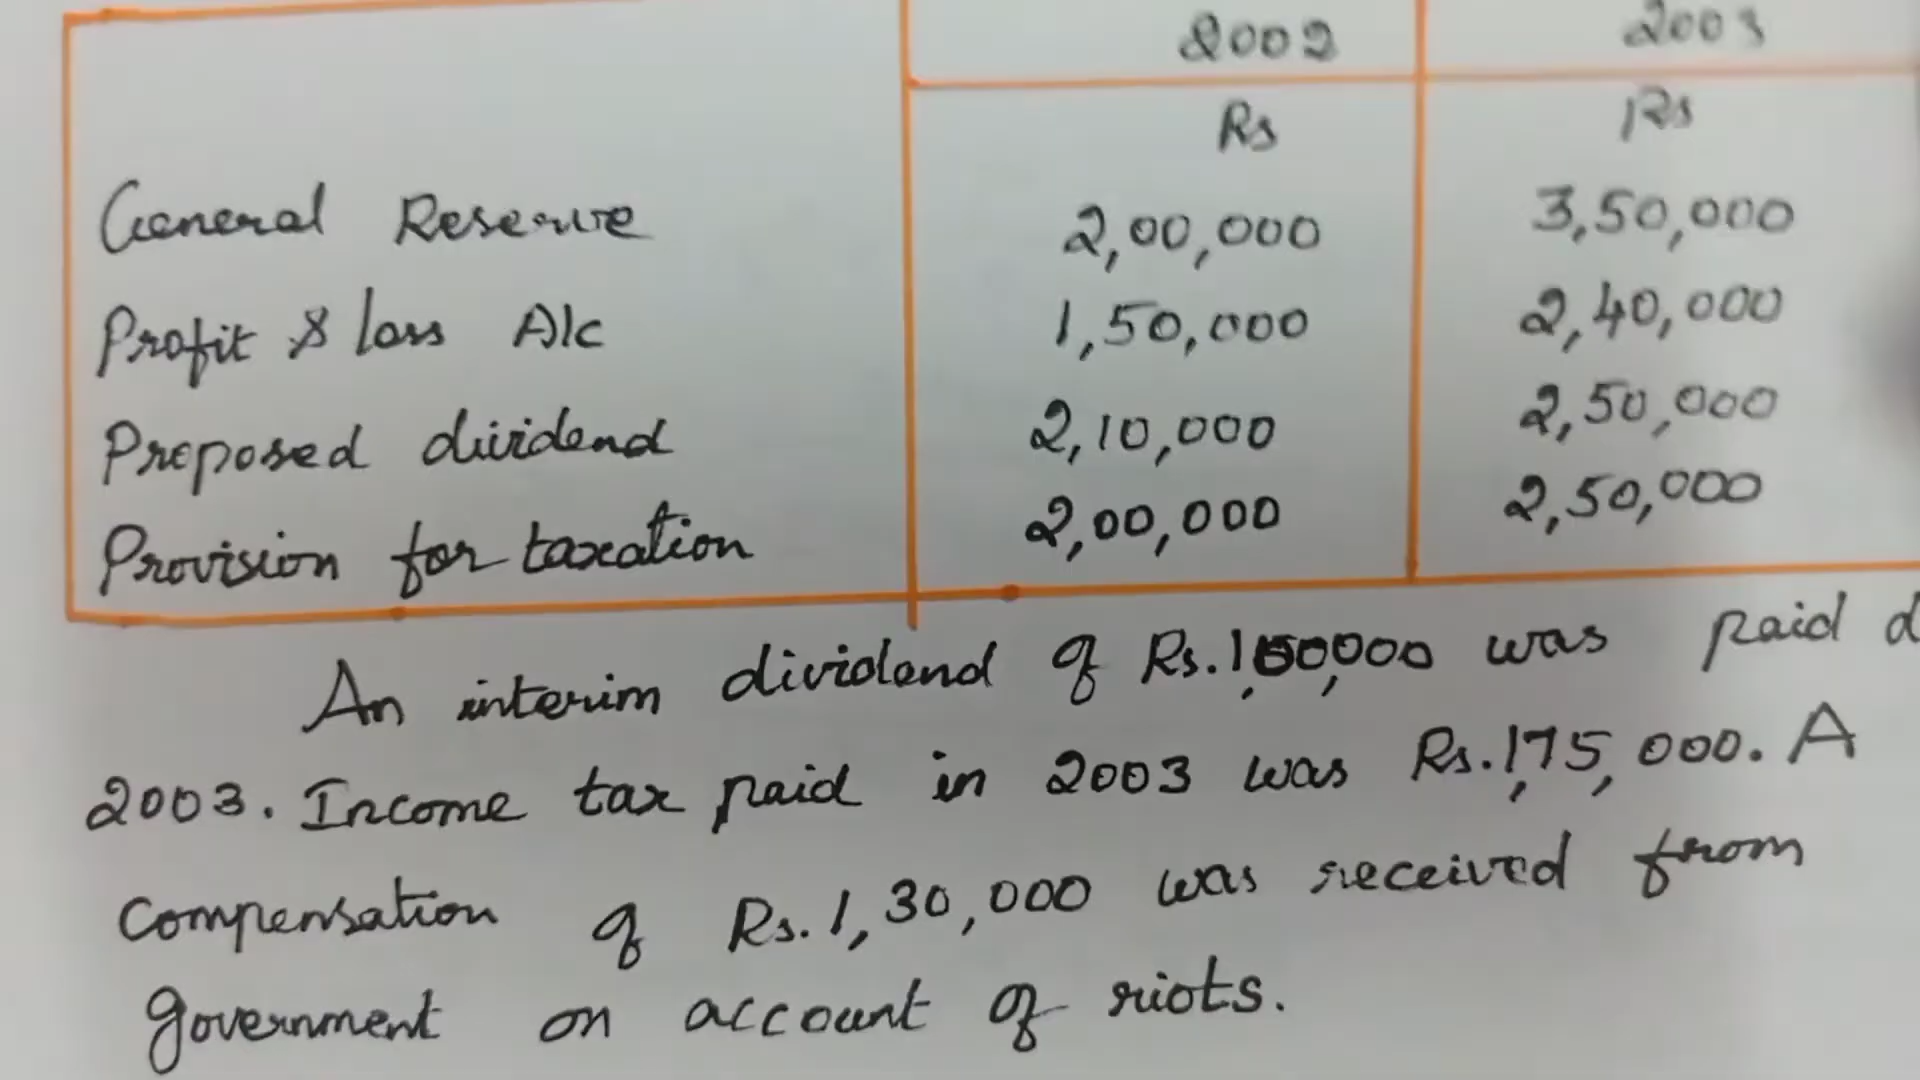 2002 2003
Rs Rs
General Reserve 2,00,000 3,50,000
Profit & loss A/c 1,50,000 2,40,000
Proposed dividend 2,10,000 2,50,000
Provision for taxation 2,00,000 2,50,000
An interim dividend of Rs. was paid d
2003. Income tax paid in 2003 was Rs.1,75,000. A
compensation of Rs.1,30,000 was received from
government on account of riots.